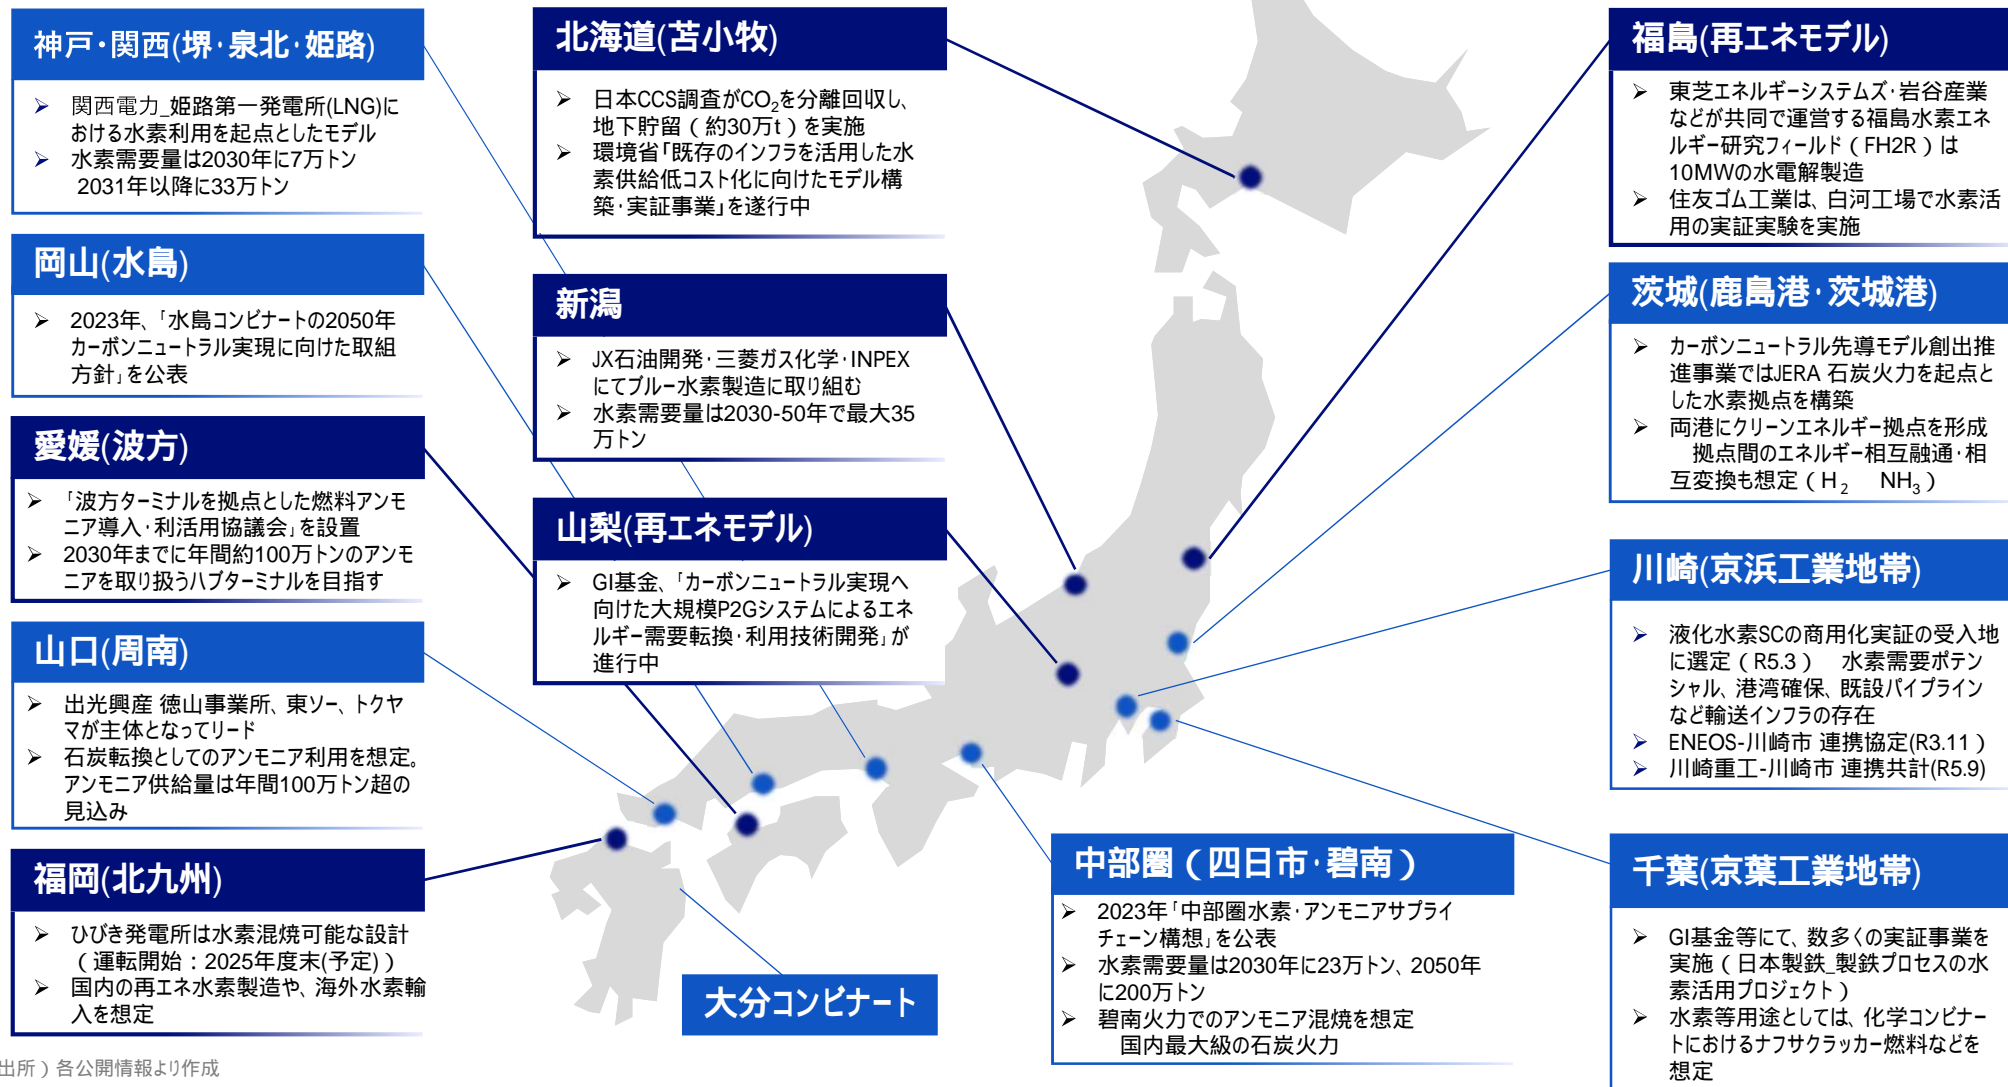 神戸・関西(堺・泉北・姫路)
➢ 関西電力_姫路第一発電所(LNG)に
おける水素利用を起点としたモデル
➢ 水素需要量は2030年に7万トン
2031年以降に33万トン
岡山(水島)
➢ 2023年、「水島コンビナートの2050年
カーボンニュートラル実現に向けた取組
方針」を公表
愛媛(波方)
➢ 「波方ターミナルを拠点とした燃料アンモ
ニア導入・利活用協議会」を設置
➢ 2030年までに年間約100万トンのアンモ
ニアを取り扱うハブターミナルを目指す
山口(周南)
➢ 出光興産 徳山事業所、東ソー、トクヤ
マが主体となってリード
➢ 石炭転換としてのアンモニア利用を想定。
アンモニア供給量は年間100万トン超の
見込み
福岡(北九州)
➢ ひびき発電所は水素混焼可能な設計
（運転開始：2025年度末(予定)）
➢ 国内の再エネ水素製造や、海外水素輸
入を想定
出所）各公開情報より作成
北海道(苫小牧)
➢ 日本CCS調査がCO₂を分離回収し、
地下貯留（約30万t）を実施
➢ 環境省「既存のインフラを活用した水
素供給低コスト化に向けたモデル構
築・実証事業」を遂行中
新潟
➢ JX石油開発・三菱ガス化学・INPEX
にてブルー水素製造に取り組む
➢ 水素需要量は2030-50年で最大35
万トン
山梨(再エネモデル)
➢ GI基金、「カーボンニュートラル実現へ
向けた大規模P2Gシステムによるエネ
ルギー需要転換・利用技術開発」が
進行中
大分コンビナート
中部圏（四日市・碧南）
➢ 2023年「中部圏水素・アンモニアサプライ
チェーン構想」を公表
➢ 水素需要量は2030年に23万トン、2050年
に200万トン
➢ 碧南火力でのアンモニア混焼を想定
国内最大級の石炭火力
福島(再エネモデル)
➢ 東芝エネルギーシステムズ・岩谷産業
などが共同で運営する福島水素エネ
ルギー研究フィールド（FH2R）は
10MWの水電解製造
➢ 住友ゴム工業は、白河工場で水素活
用の実証実験を実施
茨城(鹿島港・茨城港)
➢ カーボンニュートラル先導モデル創出推
進事業ではJERA 石炭火力を起点と
した水素拠点を構築
➢ 両港にクリーンエネルギー拠点を形成
拠点間のエネルギー相互融通・相
互変換も想定（H₂ NH₃）
川崎(京浜工業地帯)
➢ 液化水素SCの商用化実証の受入地
に選定（R5.3） 水素需要ポテン
シャル、港湾確保、既設パイプライン
など輸送インフラの存在
➢ ENEOS-川崎市 連携協定(R3.11）
➢ 川崎重工-川崎市 連携共計(R5.9)
千葉(京葉工業地帯)
➢ GI基金等にて、数多くの実証事業を
実施（日本製鉄_製鉄プロセスの水
素活用プロジェクト）
➢ 水素等用途としては、化学コンビナー
トにおけるナフサクラッカー燃料などを
想定